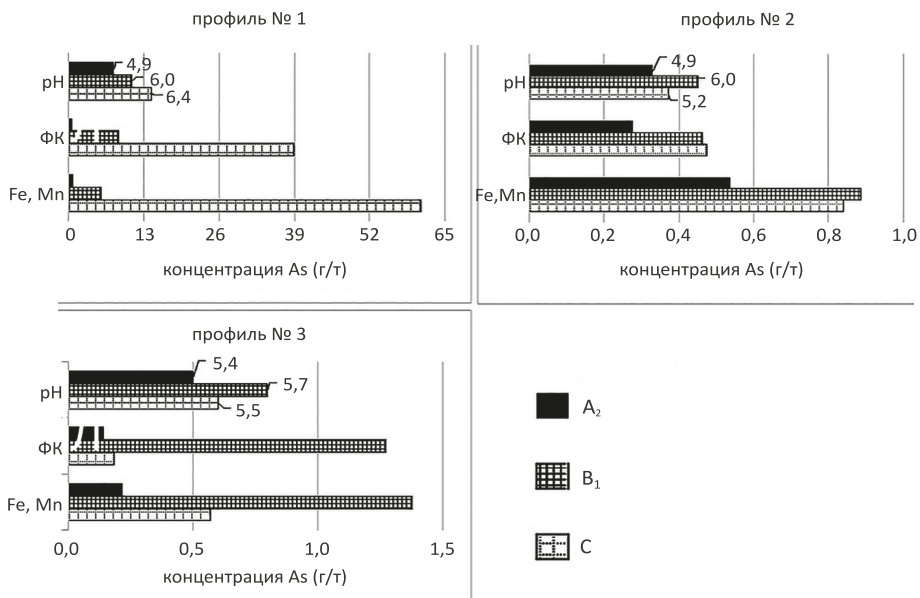 профиль № 1
4,9
pH
6,0
6,4
ФК
Fe, Mn
0 13 26 39 52 65
концентрация As (г/т)
профиль № 2
4,9
pH
6,0
5,2
ФК
Fe,Mn
0 0,2 0,4 0,6 0,8 1,0
концентрация As (г/т)
профиль № 3
5,4
5,7
pH
5,5
ФК
Fe, Mn
0,0 0,5 1,0 1,5
концентрация As (г/т)
A₂
B₁
C